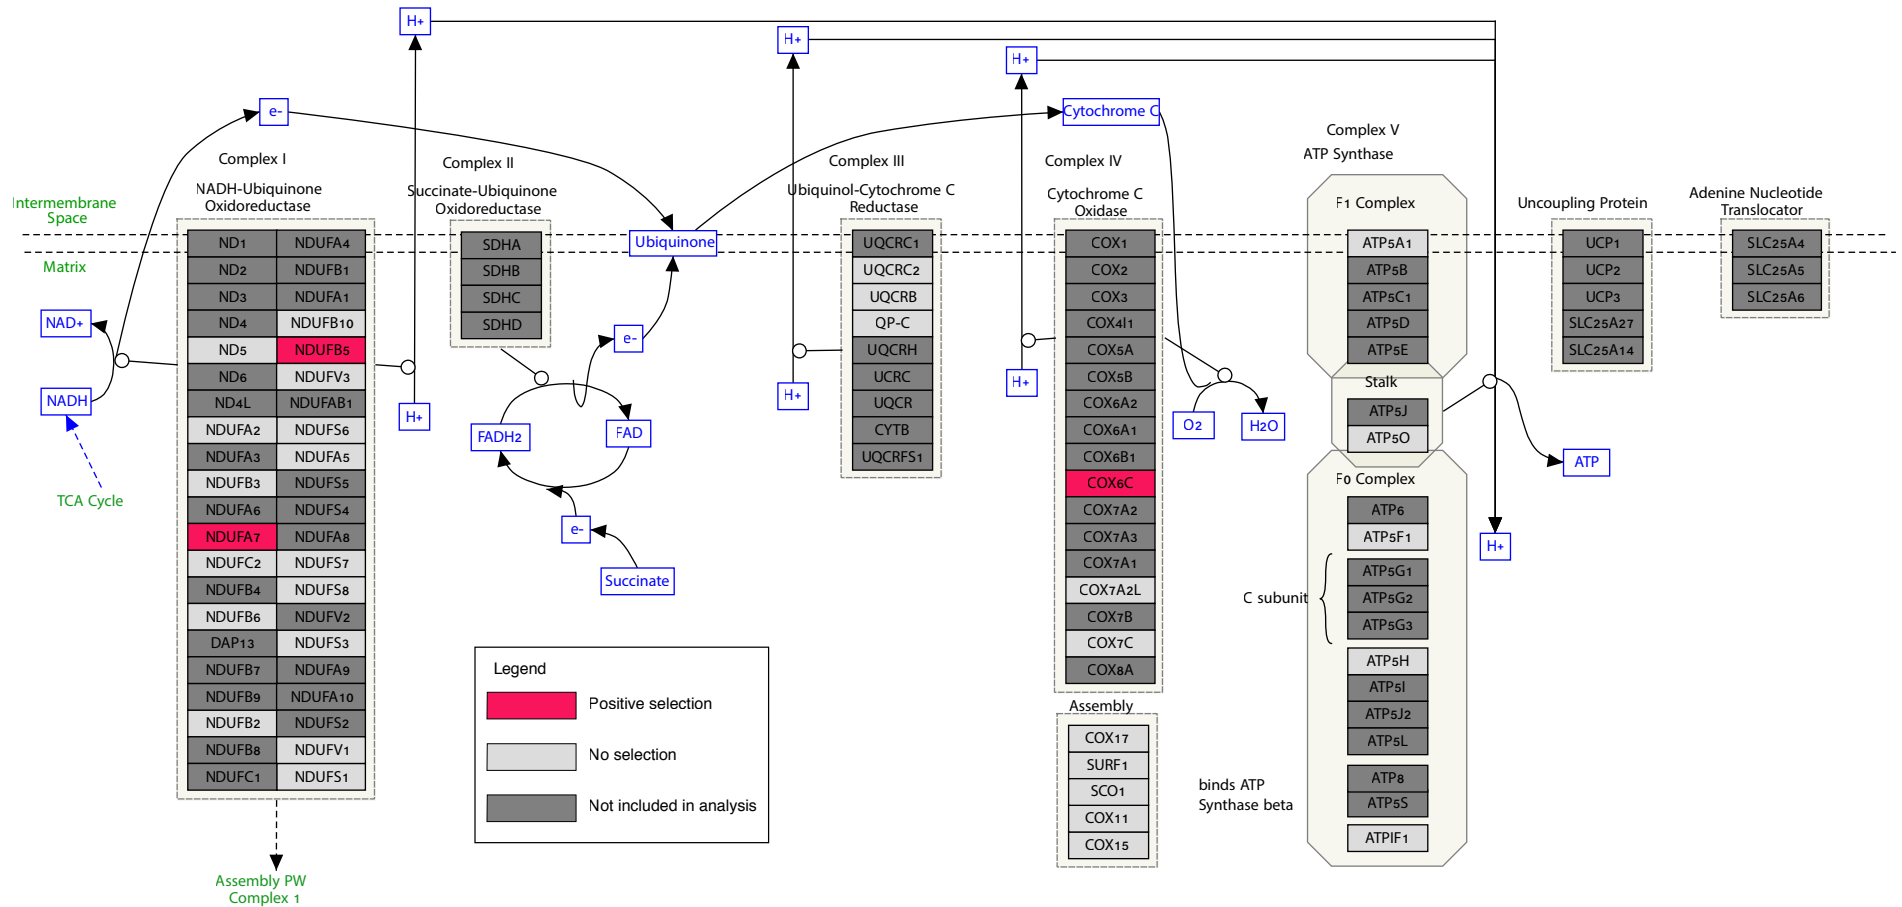 H+
H+
H+
e-
Cytochrome C
Complex I
NADH-Ubiquinone
Oxidoreductase
Complex II
Succinate-Ubiquinone
Oxidoreductase
Complex III
Ubiquinol-Cytochrome C
Reductase
Complex IV
Cytochrome C
Oxidase
Complex V
ATP Synthase
F1 Complex
Uncoupling Protein
Adenine Nucleotide
Translocator
Intermembrane
Space
Matrix
NAD+
NADH
TCA Cycle
ND1 NDUFA4
ND2 NDUFB1
ND3 NDUFA1
ND4 NDUFB10
ND5 NDUFB5
ND6 NDUFV3
ND4L NDUFAB1
NDUFA2 NDUFS6
NDUFA3 NDUFA5
NDUFB3 NDUFS5
NDUFA6 NDUFS4
NDUFA7 NDUFA8
NDUFC2 NDUFS7
NDUFB4 NDUFS8
NDUFB6 NDUFV2
DAP13 NDUFS3
NDUFB7 NDUFA9
NDUFB9 NDUFA10
NDUFB2 NDUFS2
NDUFB8 NDUFV1
NDUFC1 NDUFS1
Assembly PW
Complex 1
H+
SDHA
SDHB
SDHC
SDHD
Ubiquinone
e-
FADH2
FAD
e-
Succinate
Legend
Positive selection
No selection
Not included in analysis
H+
UQCRC1
UQCRC2
UQCRB
QP-C
UQCRH
UCRC
UQCR
CYTB
UQCRFS1
H+
COX1
COX2
COX3
COX4I1
COX5A
COX5B
COX6A2
COX6A1
COX6B1
COX6C
COX7A2
COX7A3
COX7A1
COX7A2L
COX7B
COX7C
COX8A
Assembly
COX17
SURF1
SCO1
COX11
COX15
O2
H2O
ATP5A1
ATP5B
ATP5C1
ATP5D
ATP5E
Stalk
ATP5J
ATP5O
F0 Complex
ATP6
ATP5F1
C subunit
ATP5G1
ATP5G2
ATP5G3
ATP5H
ATP5I
ATP5J2
ATP5L
binds ATP
Synthase beta
ATP8
ATP5S
ATPIF1
H+
ATP
UCP1
UCP2
UCP3
SLC25A27
SLC25A14
SLC25A4
SLC25A5
SLC25A6